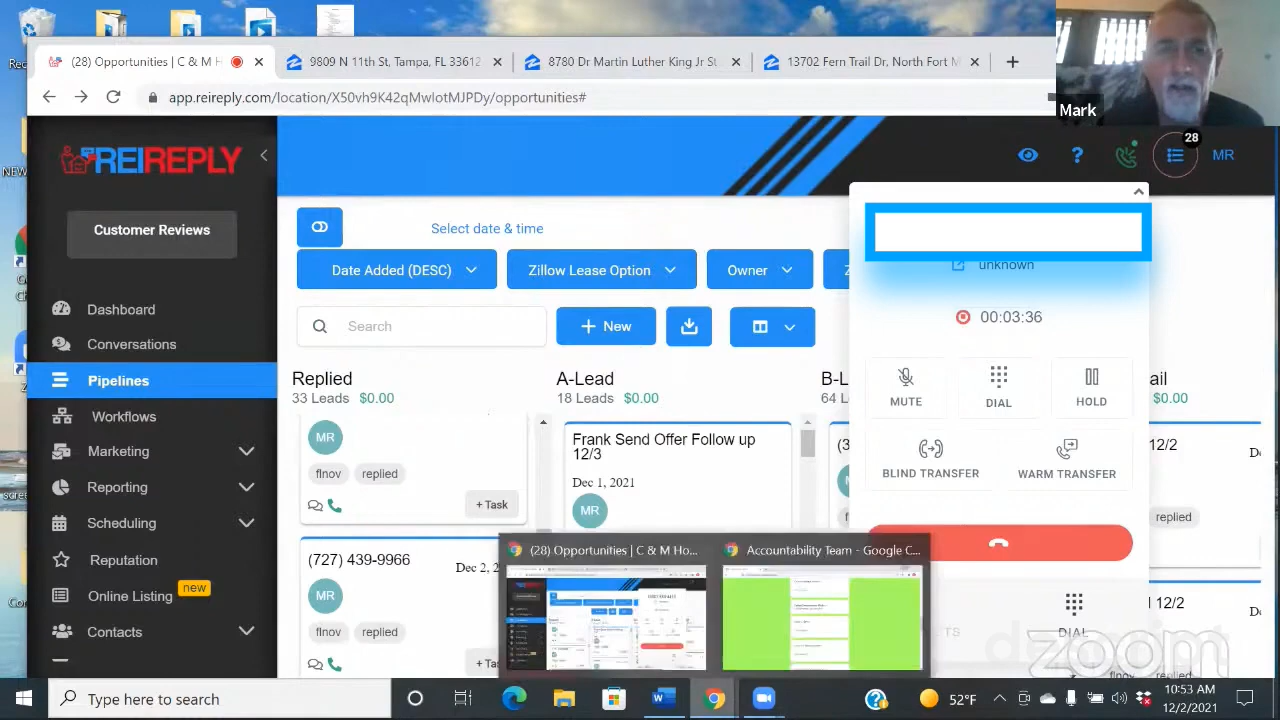 (28) Opportunities | C & M H
9809 N 11th St, Tampa, FL 33612
8780 Dr Martin Luther King Jr St
13702 Fern Trail Dr, North Fort M
app.reireply.com/location/X50th9K42qMwIotMJPDy/opportunities#
Mark
REIREPLY
28
MR
Customer Reviews
Select date & time
unknown
Date Added (DESC)
Zillow Lease Option
Owner
00:03:36
Search
+ New
Dashboard
Conversations
Pipelines
Workflows
Marketing
Reporting
Scheduling
Reputation
Online Listing
new
Contacts
Replied
33 Leads $0.00
A-Lead
18 Leads $0.00
B-L
64 L
ail
$0.00
MUTE
DIAL
HOLD
BLIND TRANSFER
WARM TRANSFER
MR
flnov
replied
+Task
Frank Send Offer Follow up
12/3
Dec 1, 2021
MR
12/2
replied
(727) 439-9966
Dec 2, 2
MR
flnov
replied
(28) Opportunities | C & M Ho...
Accountability Team - Google C...
12/2
DIAL
zoom
Type here to search
52°F
10:53 AM
12/2/2021